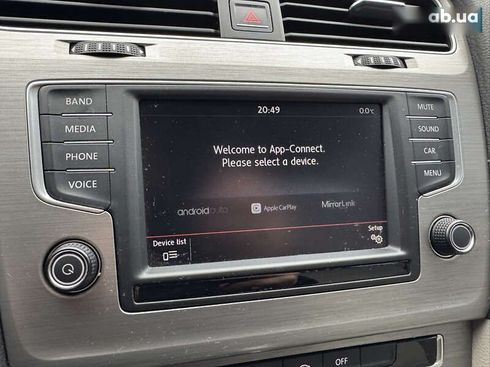 ab.ua
20:49
0.0°c
Welcome to App-Connect.
Please select a device.
androidauto
Apple CarPlay
MirrorLink
Device list
Setup
BAND
MEDIA
PHONE
VOICE
MUTE
SOUND
CAR
MENU
OFF